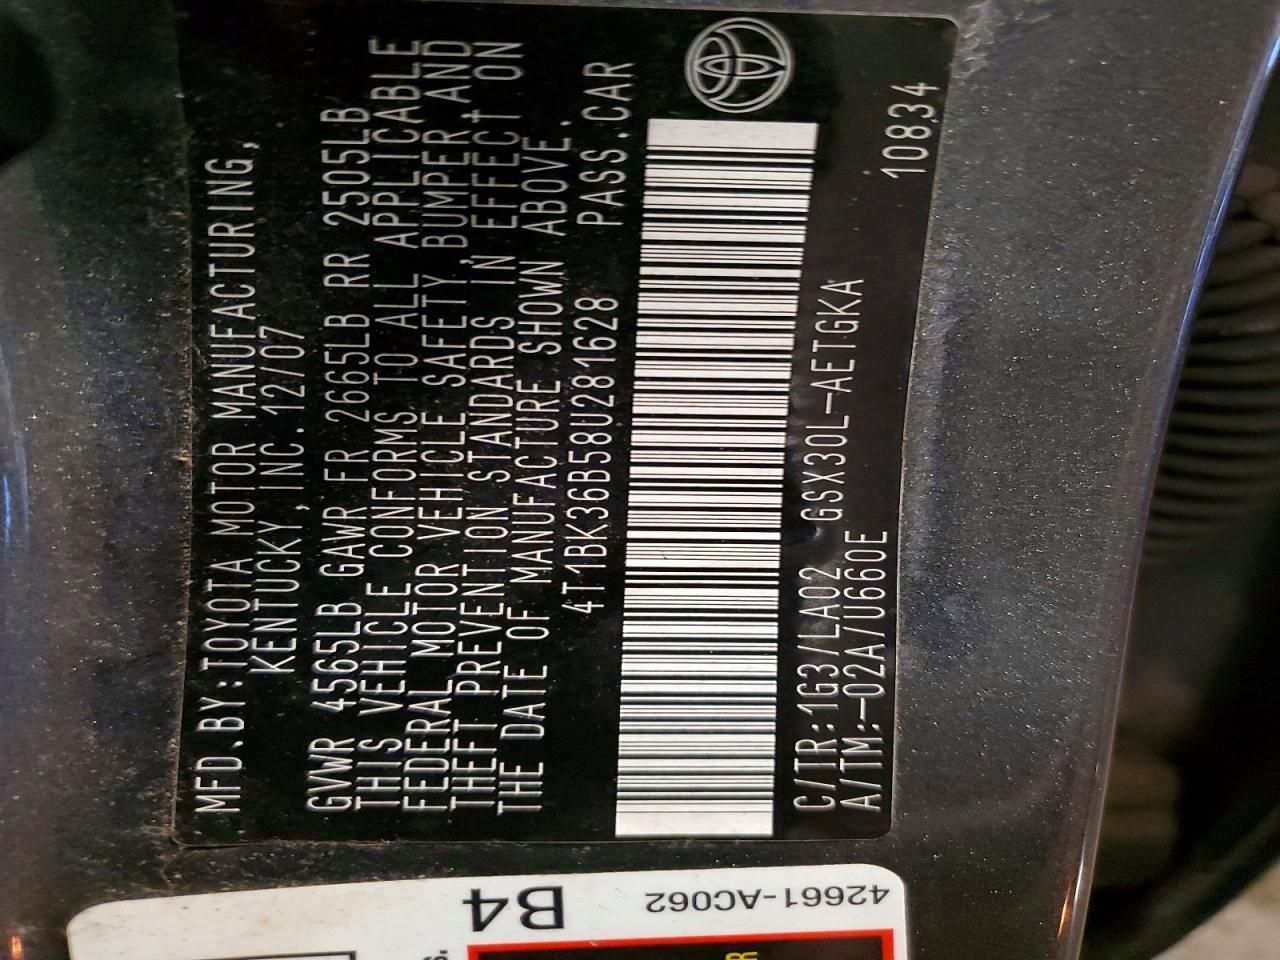 MFD.BY:TOYOTA MOTOR MANUFACTURING,
KENTUCKY,INC.12/07
GVWR 4565LB GAWR FR 2665LB RR 2505LB
THIS VEHICLE CONFORMS TO ALL APPLICABLE
FEDERAL MOTOR VEHICLE SAFETY,BUMPER,AND
THEFT PREVENTION STANDARDS IN EFFECT ON
THE DATE OF MANUFACTURE SHOWN ABOVE.
4T1BK36B58U281628 PASS.CAR
C/TR:1G3/LA02 GSX30L-AETGKA
A/TM:-02A/U660E
10834
B4
42661-AC062
S.
R